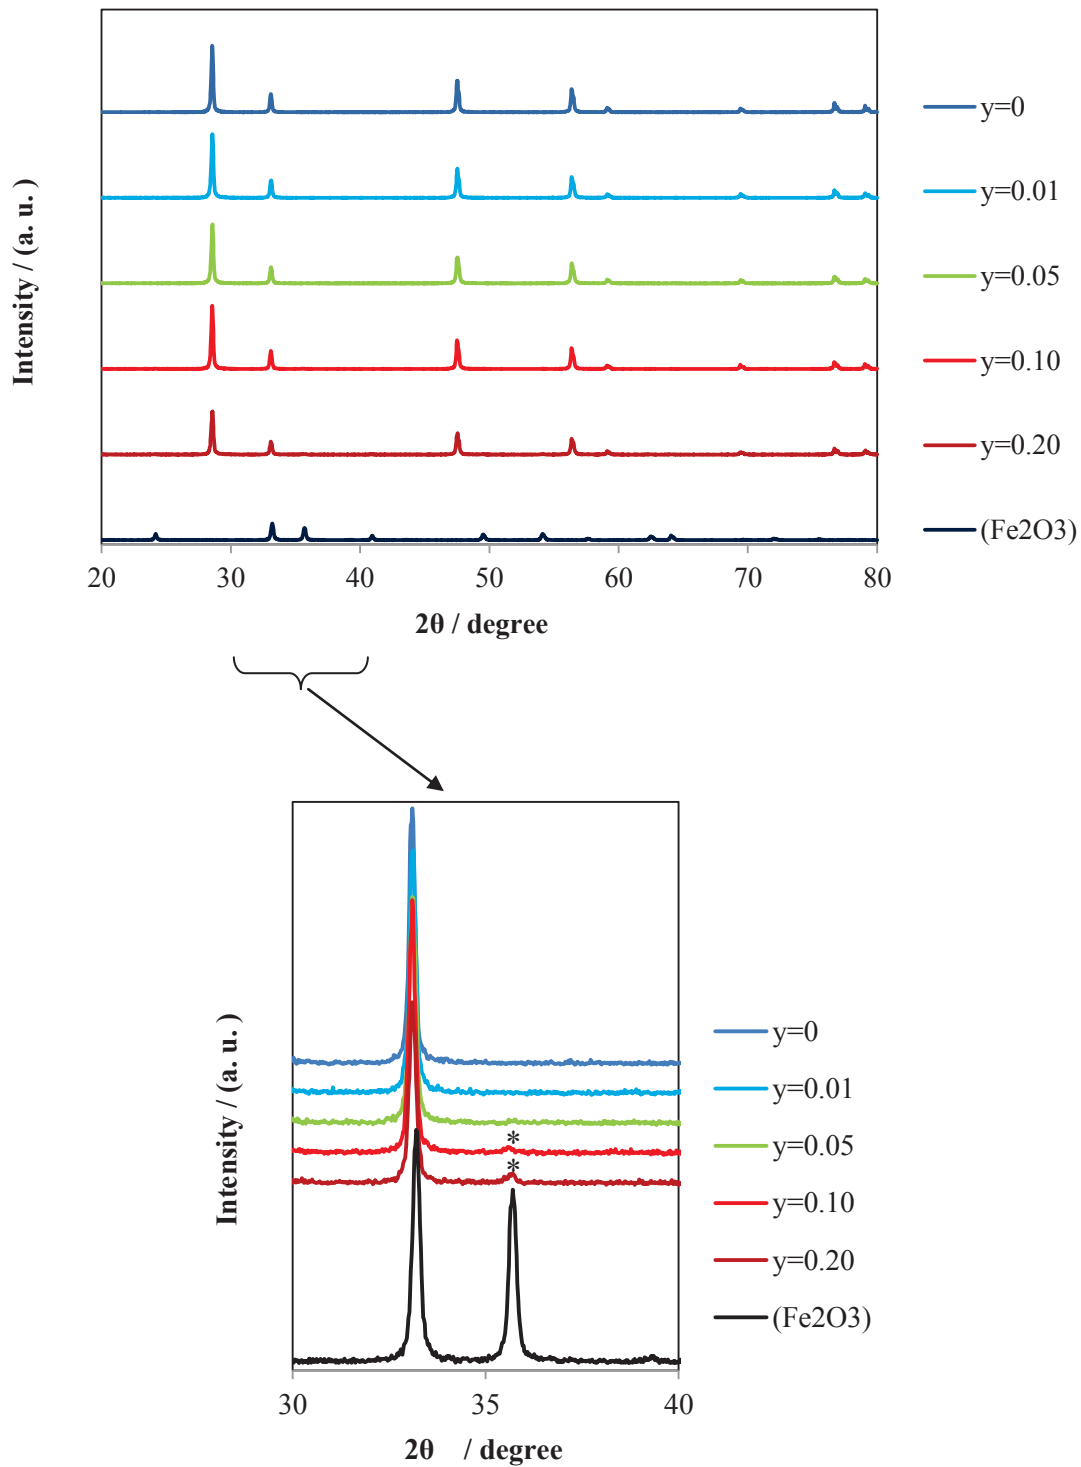 Intensity / (a. u. )
y=0
y=0.01
y=0.05
y=0.10
y=0.20
(Fe2O3)
20 30 40 50 60 70 80
2θ / degree
Intensity / (a. u. )
*
*
y=0
y=0.01
y=0.05
y=0.10
y=0.20
(Fe2O3)
30 35 40
2θ / degree